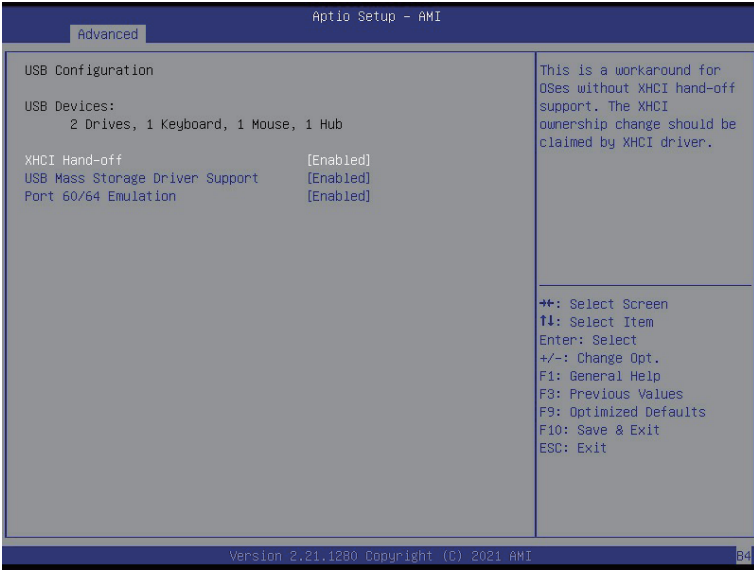 Aptio Setup – AMI
Advanced
USB Configuration
USB Devices:
2 Drives, 1 Keyboard, 1 Mouse, 1 Hub
XHCI Hand-off [Enabled]
USB Mass Storage Driver Support [Enabled]
Port 60/64 Emulation [Enabled]
This is a workaround for
OSes without XHCI hand-off
support. The XHCI
ownership change should be
claimed by XHCI driver.
→←: Select Screen
↑↓: Select Item
Enter: Select
+/-: Change Opt.
F1: General Help
F3: Previous Values
F9: Optimized Defaults
F10: Save & Exit
ESC: Exit
Version 2.21.1280 Copyright (C) 2021 AMI
B4